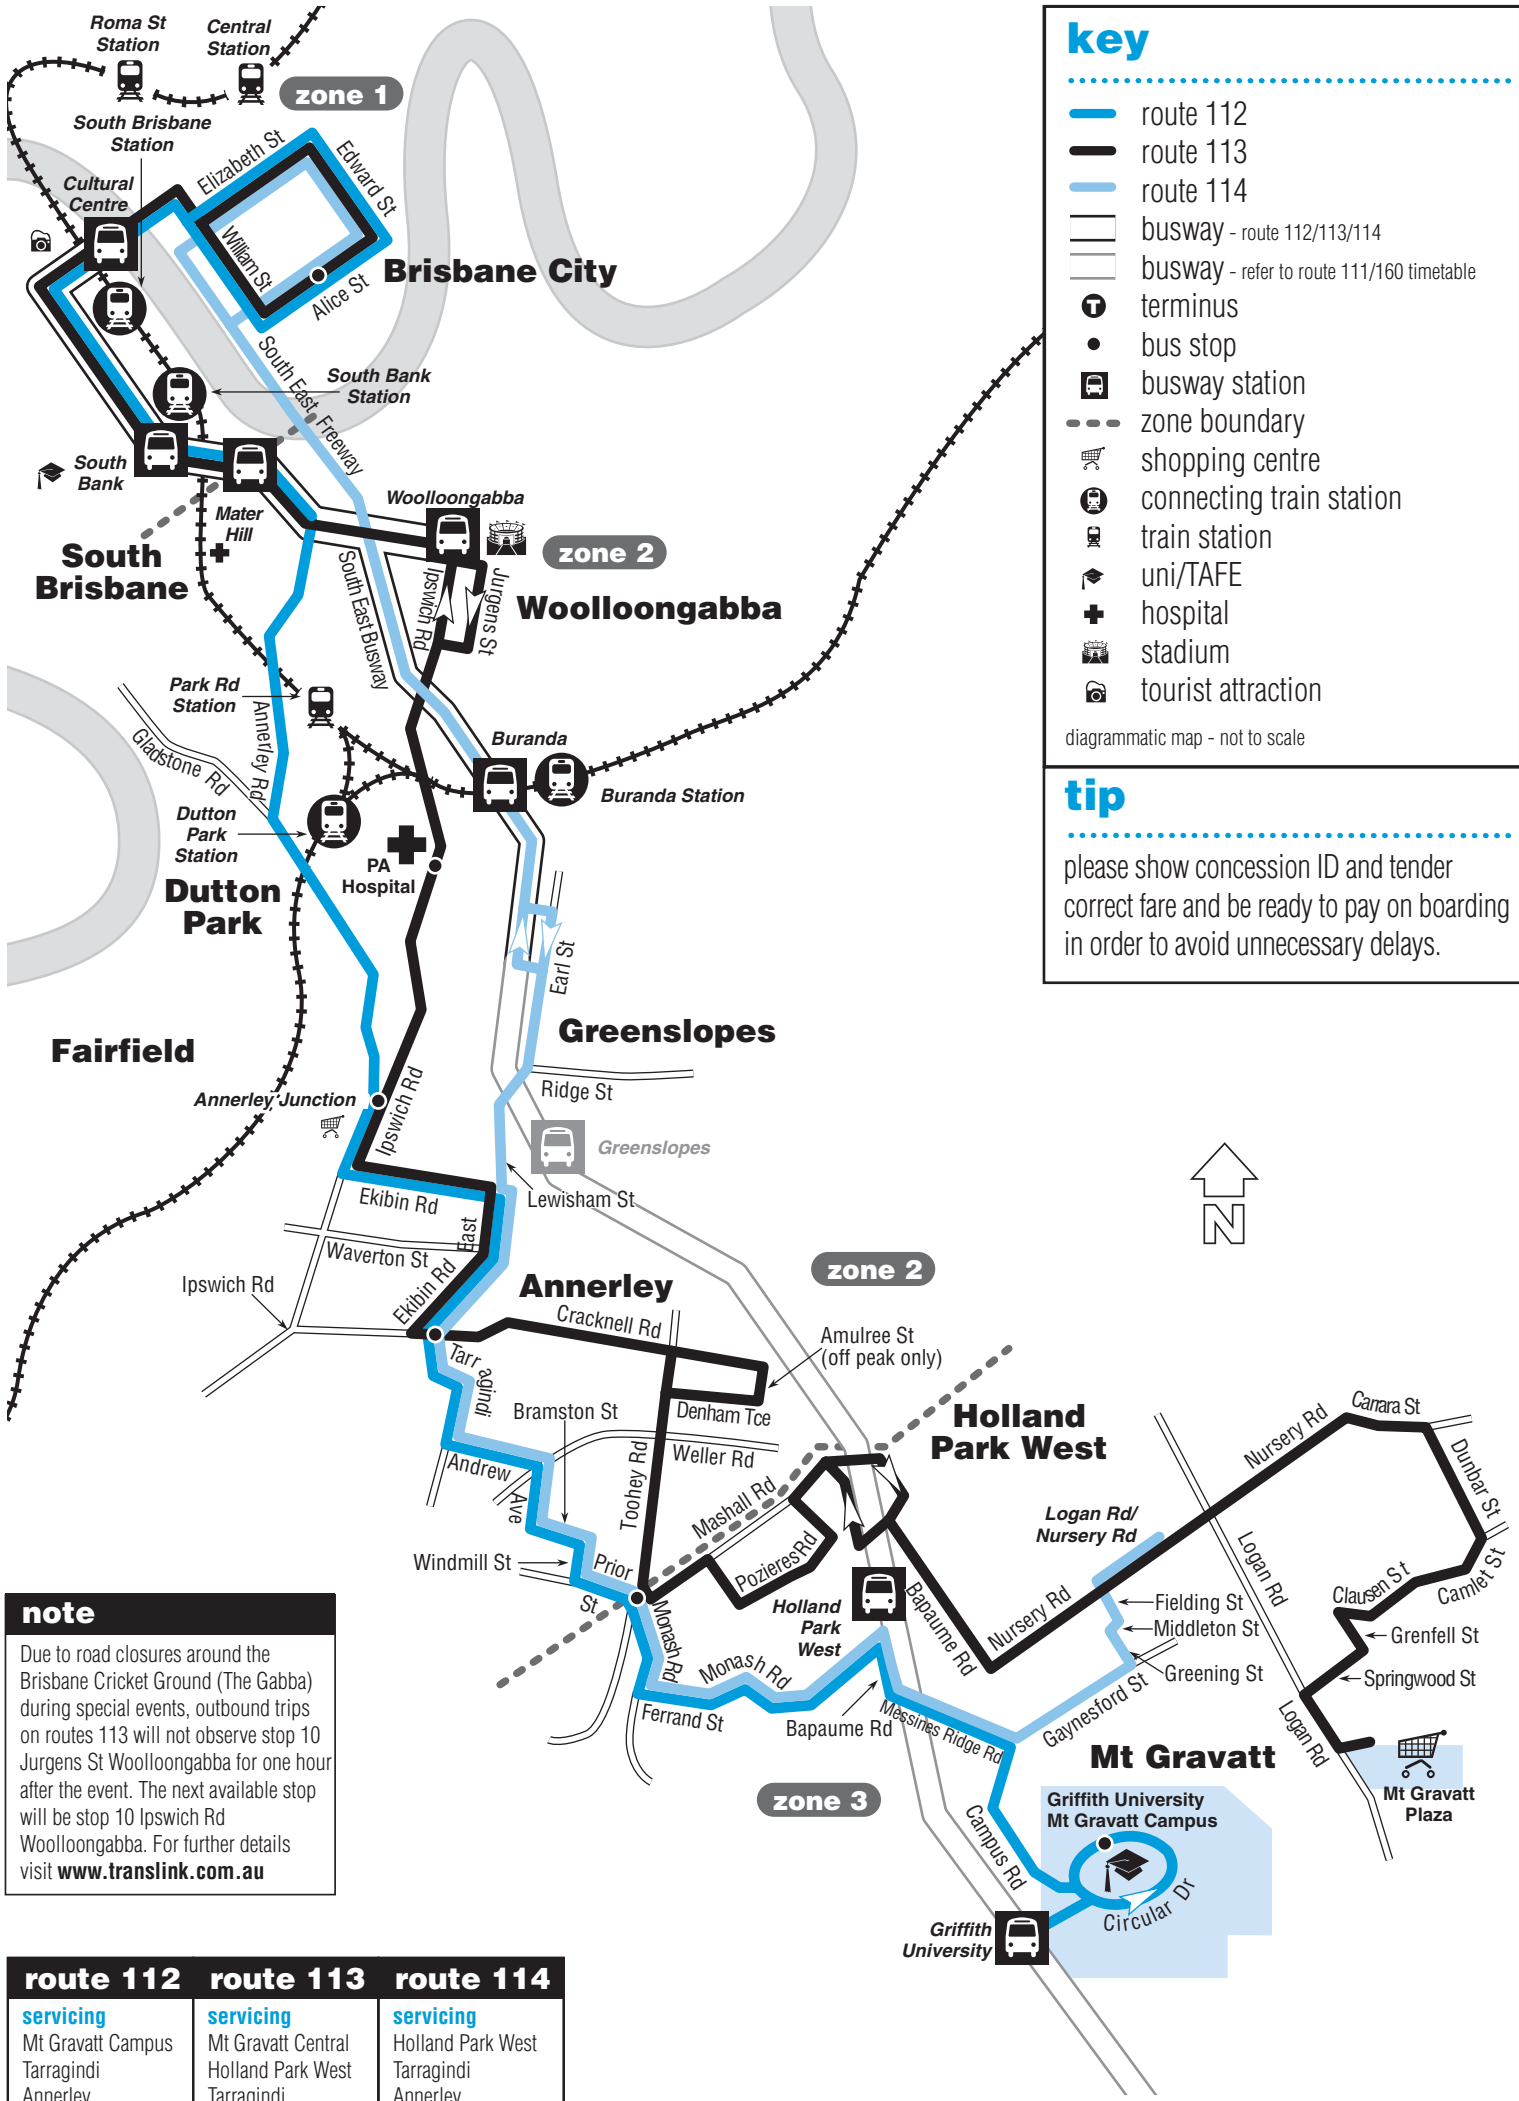 Roma St
Station
Central
Station
zone 1
South Brisbane
Station
Cultural
Centre
Elizabeth St
Edward St
William St
Alice St
Brisbane City
South East Freeway
South Bank
Station
South
Bank
Mater
Hill
Woolloongabba
zone 2
South
Brisbane
South East Busway
Ipswich Rd
Jurgens St
Woolloongabba
Park Rd
Station
Annerley Rd
Gladstone Rd
Buranda
Buranda Station
Dutton
Park
Station
PA
Hospital
Dutton
Park
Earl St
Greenslopes
Fairfield
Ridge St
Annerley Junction
Ipswich Rd
Greenslopes
Lewisham St
Ekibin Rd
East
Waverton St
Ekibin Rd
Ipswich Rd
Annerley
zone 2
N
Cracknell Rd
Amulree St
(off peak only)
Tarragindi
Denham Tce
Bramston St
Weller Rd
Andrew
Ave
Toohey Rd
Mashall Rd
Holland
Park West
Nursery Rd
Carrara St
Dunbar St
Logan Rd/
Nursery Rd
Logan Rd
Windmill St
Prior
St
Pozieres Rd
Camlet St
Clausen St
Holland
Park
West
Bapaume Rd
Nursery Rd
Fielding St
Middleton St
Grenfell St
Greening St
Springwood St
Monash Rd
Monash Rd
Gaynesford St
Ferrand St
Bapaume Rd
Messines Ridge Rd
Logan Rd
Mt Gravatt
Mt Gravatt
Plaza
zone 3
Griffith University
Mt Gravatt Campus
Campus Rd
Circular Dr
Griffith
University
key
route 112
route 113
route 114
busway - route 112/113/114
busway - refer to route 111/160 timetable
T terminus
bus stop
busway station
zone boundary
shopping centre
connecting train station
train station
uni/TAFE
hospital
stadium
tourist attraction
diagrammatic map - not to scale
tip
please show concession ID and tender
correct fare and be ready to pay on boarding
in order to avoid unnecessary delays.
note
Due to road closures around the
Brisbane Cricket Ground (The Gabba)
during special events, outbound trips
on routes 113 will not observe stop 10
Jurgens St Woolloongabba for one hour
after the event. The next available stop
will be stop 10 Ipswich Rd
Woolloongabba. For further details
visit www.translink.com.au
route 112
servicing
Mt Gravatt Campus
Tarragindi
Annerley
route 113
servicing
Mt Gravatt Central
Holland Park West
Tarragindi
route 114
servicing
Holland Park West
Tarragindi
Annerley